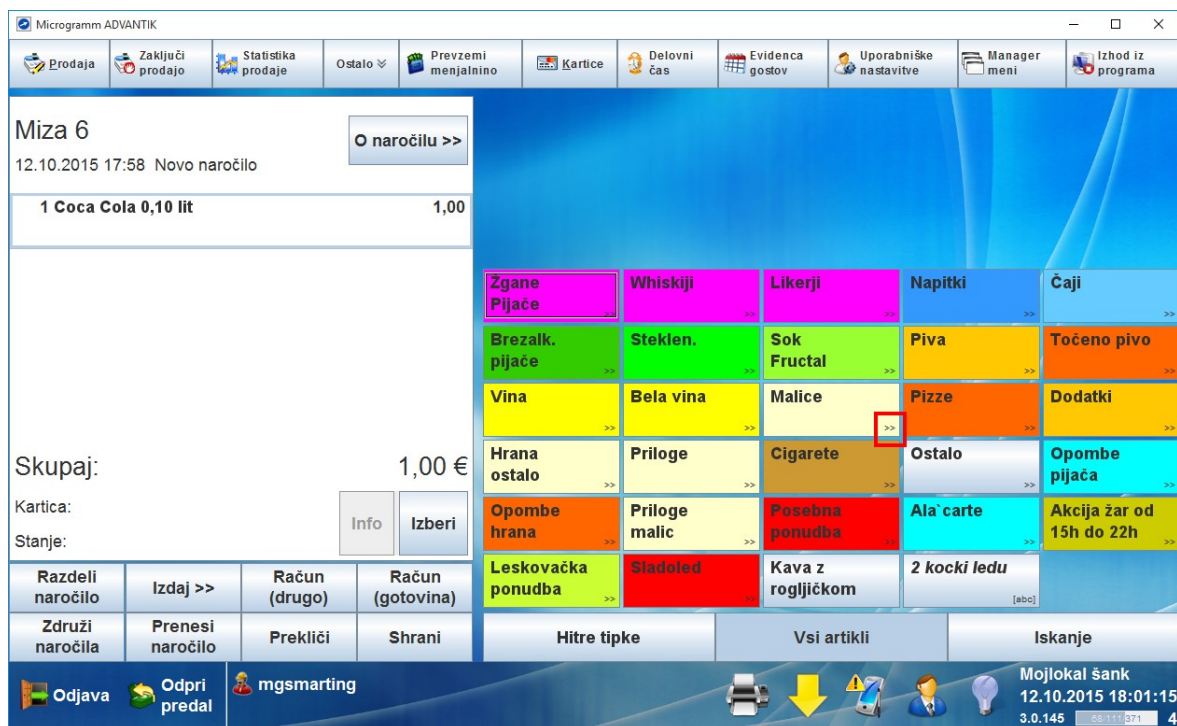 Microgramm ADVANTIK
Prodaja
Zaključi
prodajo
Statistika
prodaje
Ostalo
Prevzemi
menjalnino
Kartice
Delovni
čas
Evidenca
gostov
Uporabniške
nastavitve
Manager
meni
Izhod iz
programa
Miza 6
O naročilu >>
12.10.2015 17:58 Novo naročilo
1 Coca Cola 0,10 lit 1,00
Skupaj: 1,00 €
Kartica:
Stanje:
Info
Izberi
Razdeli
naročilo
Izdaj >>
Račun
(drugo)
Račun
(gotovina)
Združi
naročila
Prenesi
naročilo
Prekliči
Shrani
Žgane
Pijače
>>
Whiskiji
>>
Likerji
>>
Napitki
>>
Čaji
>>
Brezalk.
pijače
>>
Steklen.
>>
Sok
Fructal
>>
Piva
>>
Točeno pivo
>>
Vina
>>
Bela vina
>>
Malice
>>
Pizze
>>
Dodatki
>>
Hrana
ostalo
>>
Priloge
>>
Cigarete
>>
Ostalo
>>
Opombe
pijača
>>
Opombe
hrana
>>
Priloge
malic
>>
Posebna
ponudba
>>
Ala`carte
>>
Akcija žar od
15h do 22h
>>
Leskovačka
ponudba
>>
Sladoled
>>
Kava z
rogljičkom
2 kocki ledu
[abc]
Hitre tipke
Vsi artikli
Iskanje
Odjava
Odpri
predal
mgsmarting
Mojlokal šank
12.10.2015 18:01:15
3.0.145 68/111/371 4